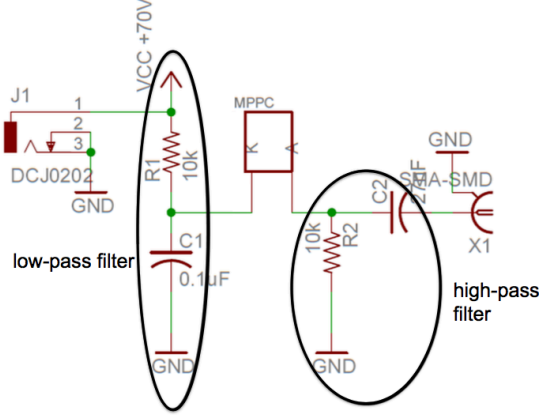 VCC +70V
J1
1
2
3
DCJ0202
GND
R1
10k
C1
0.1uF
GND
low-pass filter
MPPC
K
A
GND
SMA-SMD
X1
C2
10k
R2
GND
high-pass
filter